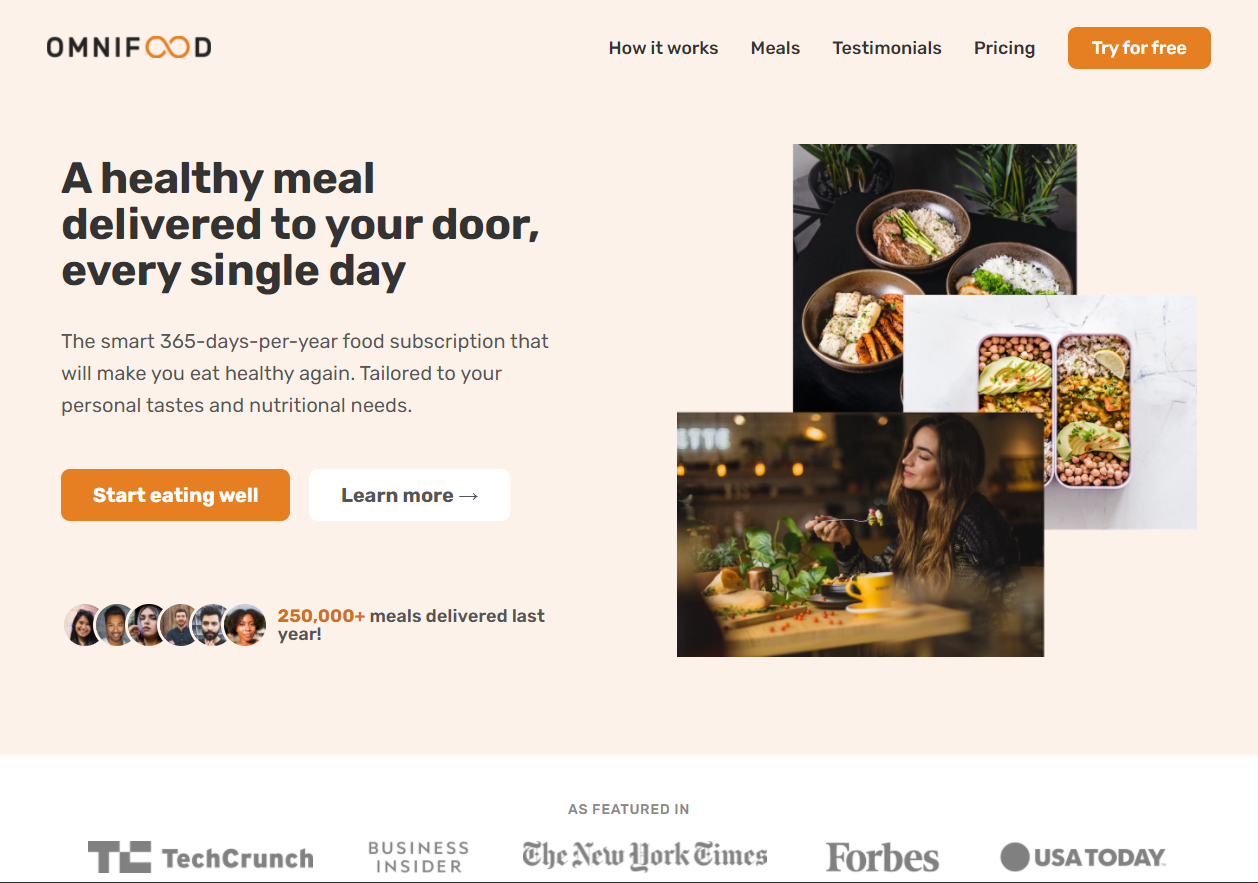 OMNIFOOD
How it works
Meals
Testimonials
Pricing
Try for free
A healthy meal
delivered to your door,
every single day
The smart 365-days-per-year food subscription that
will make you eat healthy again. Tailored to your
personal tastes and nutritional needs.
Start eating well
Learn more →
250,000+ meals delivered last
year!
AS FEATURED IN
TC TechCrunch
BUSINESS
INSIDER
The New York Times
Forbes
USA TODAY